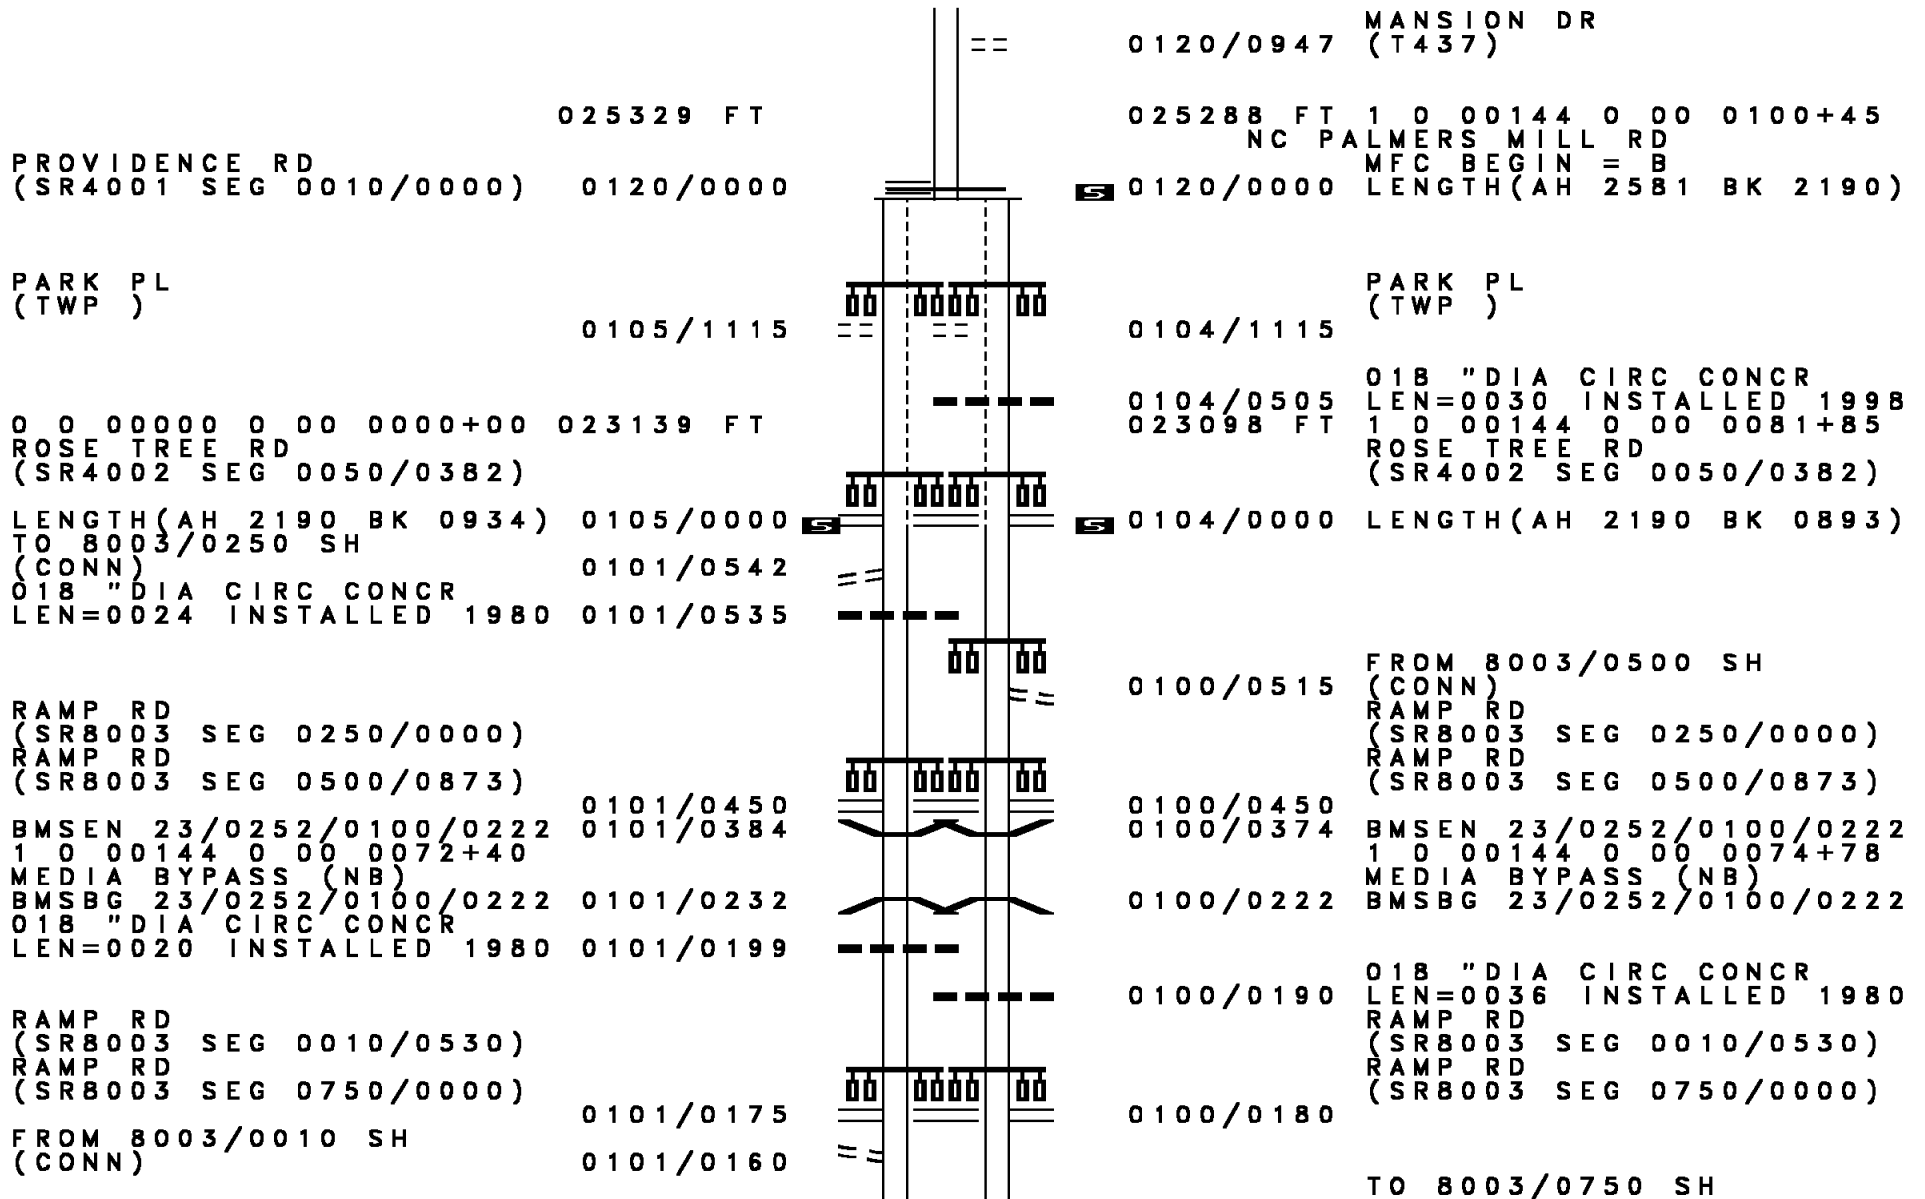 MANSION DR
0120/0947 (T437)
025329 FT 025288 FT 1 0 00144 0 00 0100+45
NC PALMERS MILL RD
PROVIDENCE RD MFC BEGIN = B
(SR4001 SEG 0010/0000) 0120/0000 S 0120/0000 LENGTH(AH 2581 BK 2190)
PARK PL PARK PL
(TWP ) (TWP )
0105/1115 0104/1115
018 "DIA CIRC CONCR
0104/0505 LEN=0030 INSTALLED 1998
0 0 00000 0 00 0000+00 023139 FT 023098 FT 1 0 00144 0 00 0081+85
ROSE TREE RD ROSE TREE RD
(SR4002 SEG 0050/0382) (SR4002 SEG 0050/0382)
LENGTH(AH 2190 BK 0934) 0105/0000 S S 0104/0000 LENGTH(AH 2190 BK 0893)
TO 8003/0250 SH
(CONN) 0101/0542
018 "DIA CIRC CONCR
LEN=0024 INSTALLED 1980 0101/0535
FROM 8003/0500 SH
0100/0515 (CONN)
RAMP RD RAMP RD
(SR8003 SEG 0250/0000) (SR8003 SEG 0250/0000)
RAMP RD RAMP RD
(SR8003 SEG 0500/0873) (SR8003 SEG 0500/0873)
0101/0450 0100/0450
BMSEN 23/0252/0100/0222 0101/0384 0100/0374 BMSEN 23/0252/0100/0222
1 0 00144 0 00 0072+40 1 0 00144 0 00 0074+78
MEDIA BYPASS (NB) MEDIA BYPASS (NB)
BMSBG 23/0252/0100/0222 0101/0232 0100/0222 BMSBG 23/0252/0100/0222
018 "DIA CIRC CONCR
LEN=0020 INSTALLED 1980 0101/0199
018 "DIA CIRC CONCR
0100/0190 LEN=0036 INSTALLED 1980
RAMP RD RAMP RD
(SR8003 SEG 0010/0530) (SR8003 SEG 0010/0530)
RAMP RD RAMP RD
(SR8003 SEG 0750/0000) (SR8003 SEG 0750/0000)
0101/0175 0100/0180
FROM 8003/0010 SH
(CONN) 0101/0160
TO 8003/0750 SH